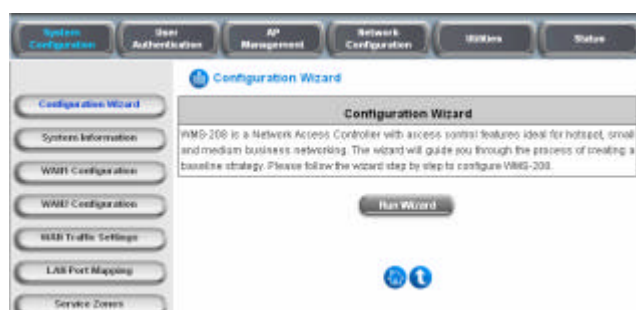 System Configuration
User Authentication
AP Management
Network Configuration
Utilities
Status
Configuration Wizard
Configuration Wizard
System Information
WAN1 Configuration
WAN2 Configuration
WAN Traffic Settings
LAN Port Mapping
Service Zones
Configuration Wizard
WMS-208 is a Network Access Controller with access control features ideal for hotspot, small
and medium business networking. The wizard will guide you through the process of creating a
baseline strategy. Please follow the wizard step by step to configure WMS-208.
Run Wizard